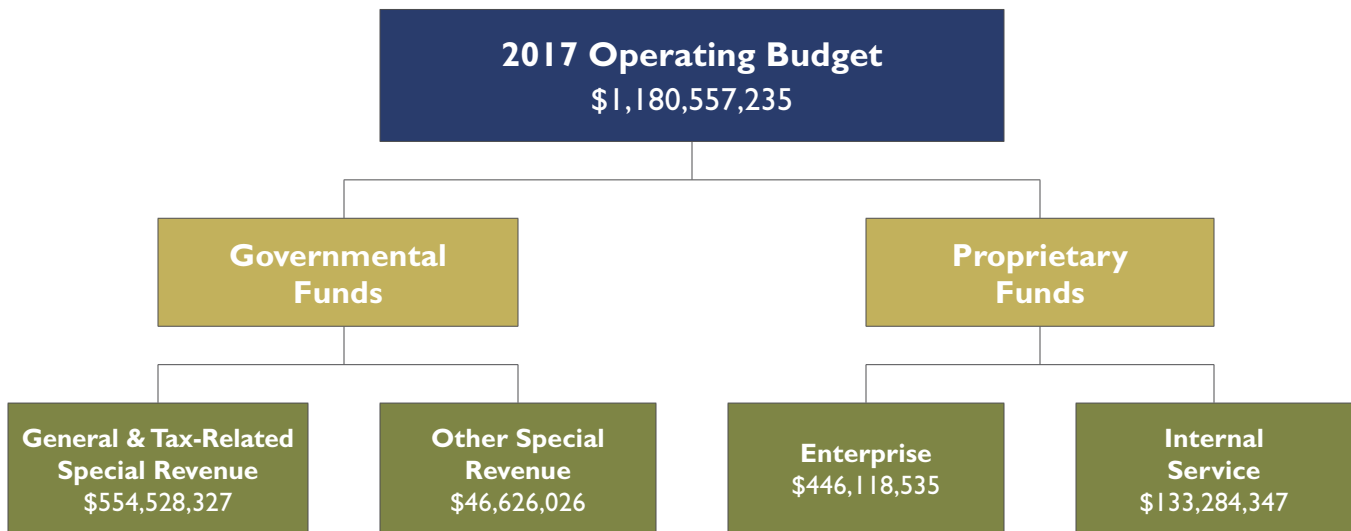 2017 Operating Budget
$1,180,557,235
Governmental
Funds
Proprietary
Funds
General & Tax-Related
Special Revenue
$554,528,327
Other Special
Revenue
$46,626,026
Enterprise
$446,118,535
Internal
Service
$133,284,347